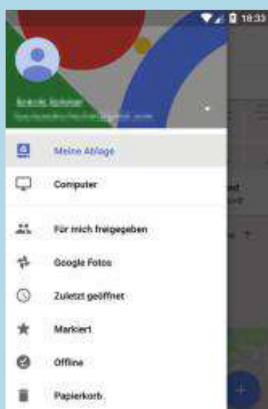 18:33
Meine Ablage
Computer
Für mich freigegeben
Google Fotos
Zuletzt geöffnet
Markiert
Offline
Papierkorb